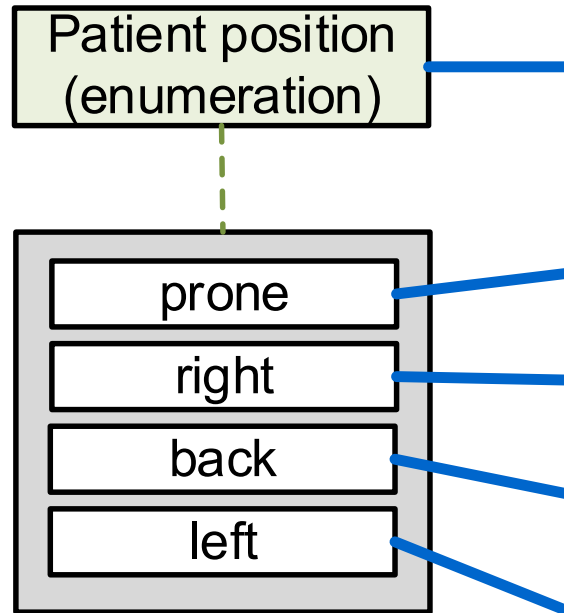 Patient position
(enumeration)
prone
right
back
left